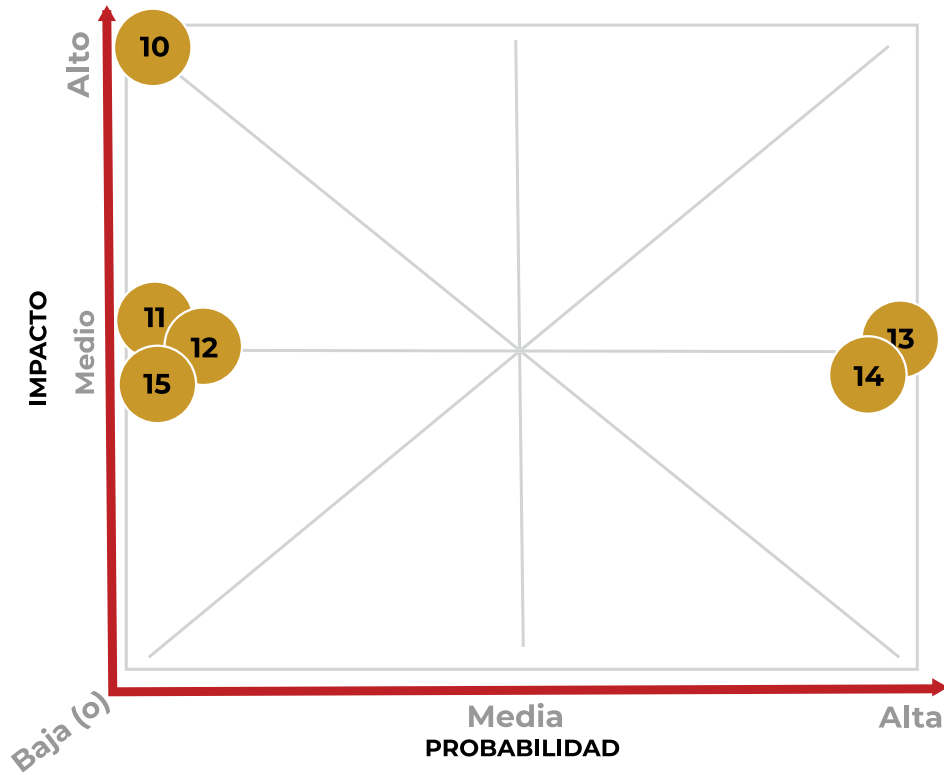 Alto
10
IMPACTO
Medio
11
12
15
13
14
Baja (o)
Media
Alta
PROBABILIDAD